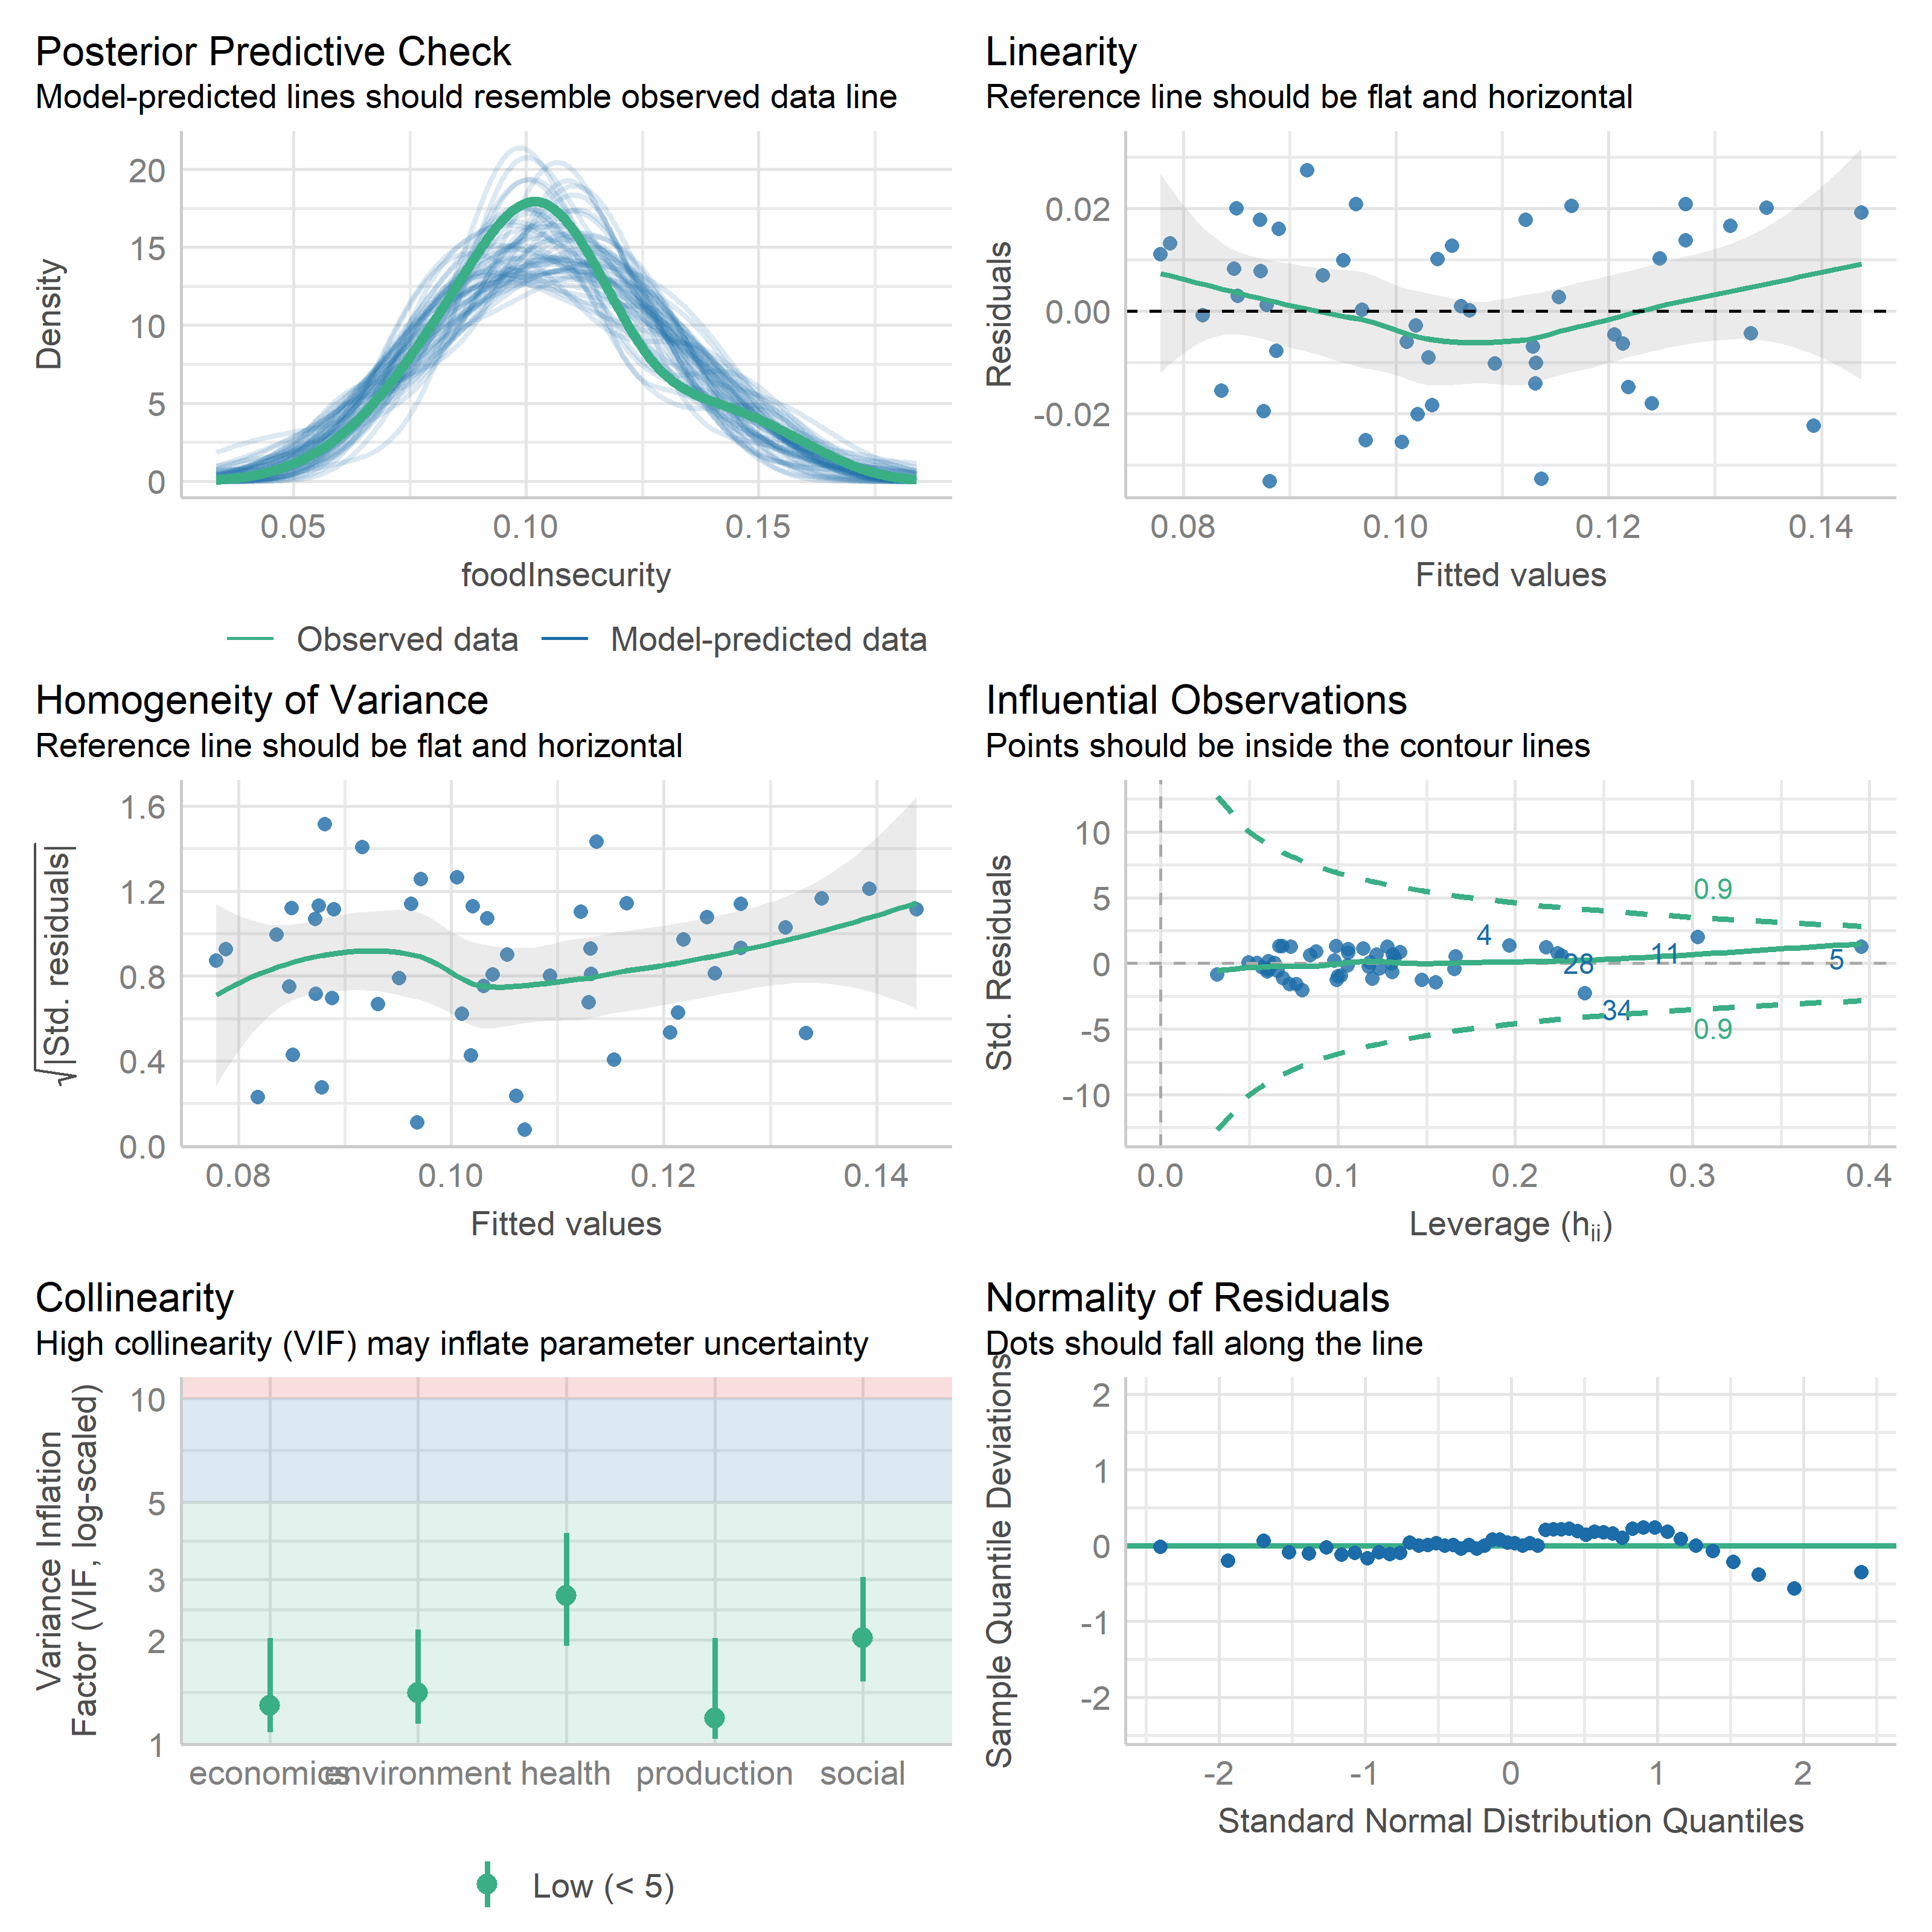 Posterior Predictive Check
Model-predicted lines should resemble observed data line
Density
20
15
10
5
0
0.05 0.10 0.15
foodInsecurity
Observed data Model-predicted data
Linearity
Reference line should be flat and horizontal
Residuals
0.02
0.00
-0.02
0.08 0.10 0.12 0.14
Fitted values
Homogeneity of Variance
Reference line should be flat and horizontal
√|Std. residuals|
1.6
1.2
0.8
0.4
0.0
0.08 0.10 0.12 0.14
Fitted values
Influential Observations
Points should be inside the contour lines
Std. Residuals
10
5
0
-5
-10
0.9
4
28
11
5
34
0.9
0.0 0.1 0.2 0.3 0.4
Leverage (hii)
Collinearity
High collinearity (VIF) may inflate parameter uncertainty
Variance Inflation
Factor (VIF, log-scaled)
10
5
3
2
1
economics environment health production social
Low (< 5)
Normality of Residuals
Dots should fall along the line
Sample Quantile Deviations
2
1
0
-1
-2
-2 -1 0 1 2
Standard Normal Distribution Quantiles